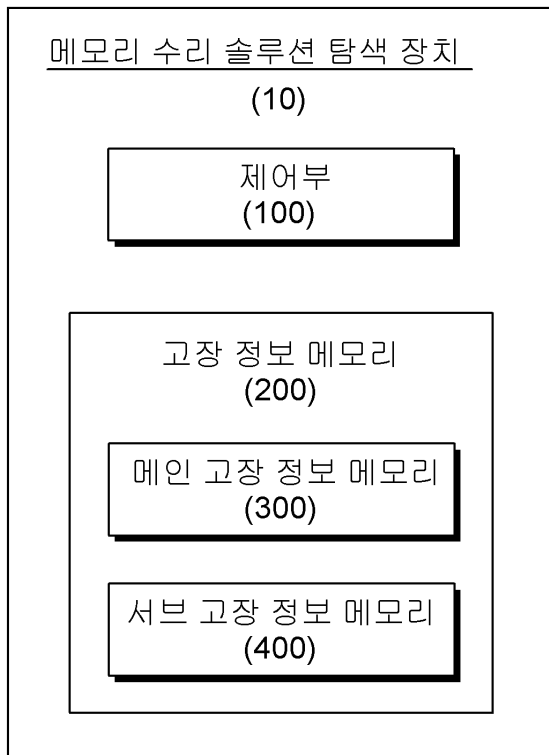 메모리 수리 솔루션 탐색 장치
(10)
제어부
(100)
고장 정보 메모리
(200)
메인 고장 정보 메모리
(300)
서브 고장 정보 메모리
(400)